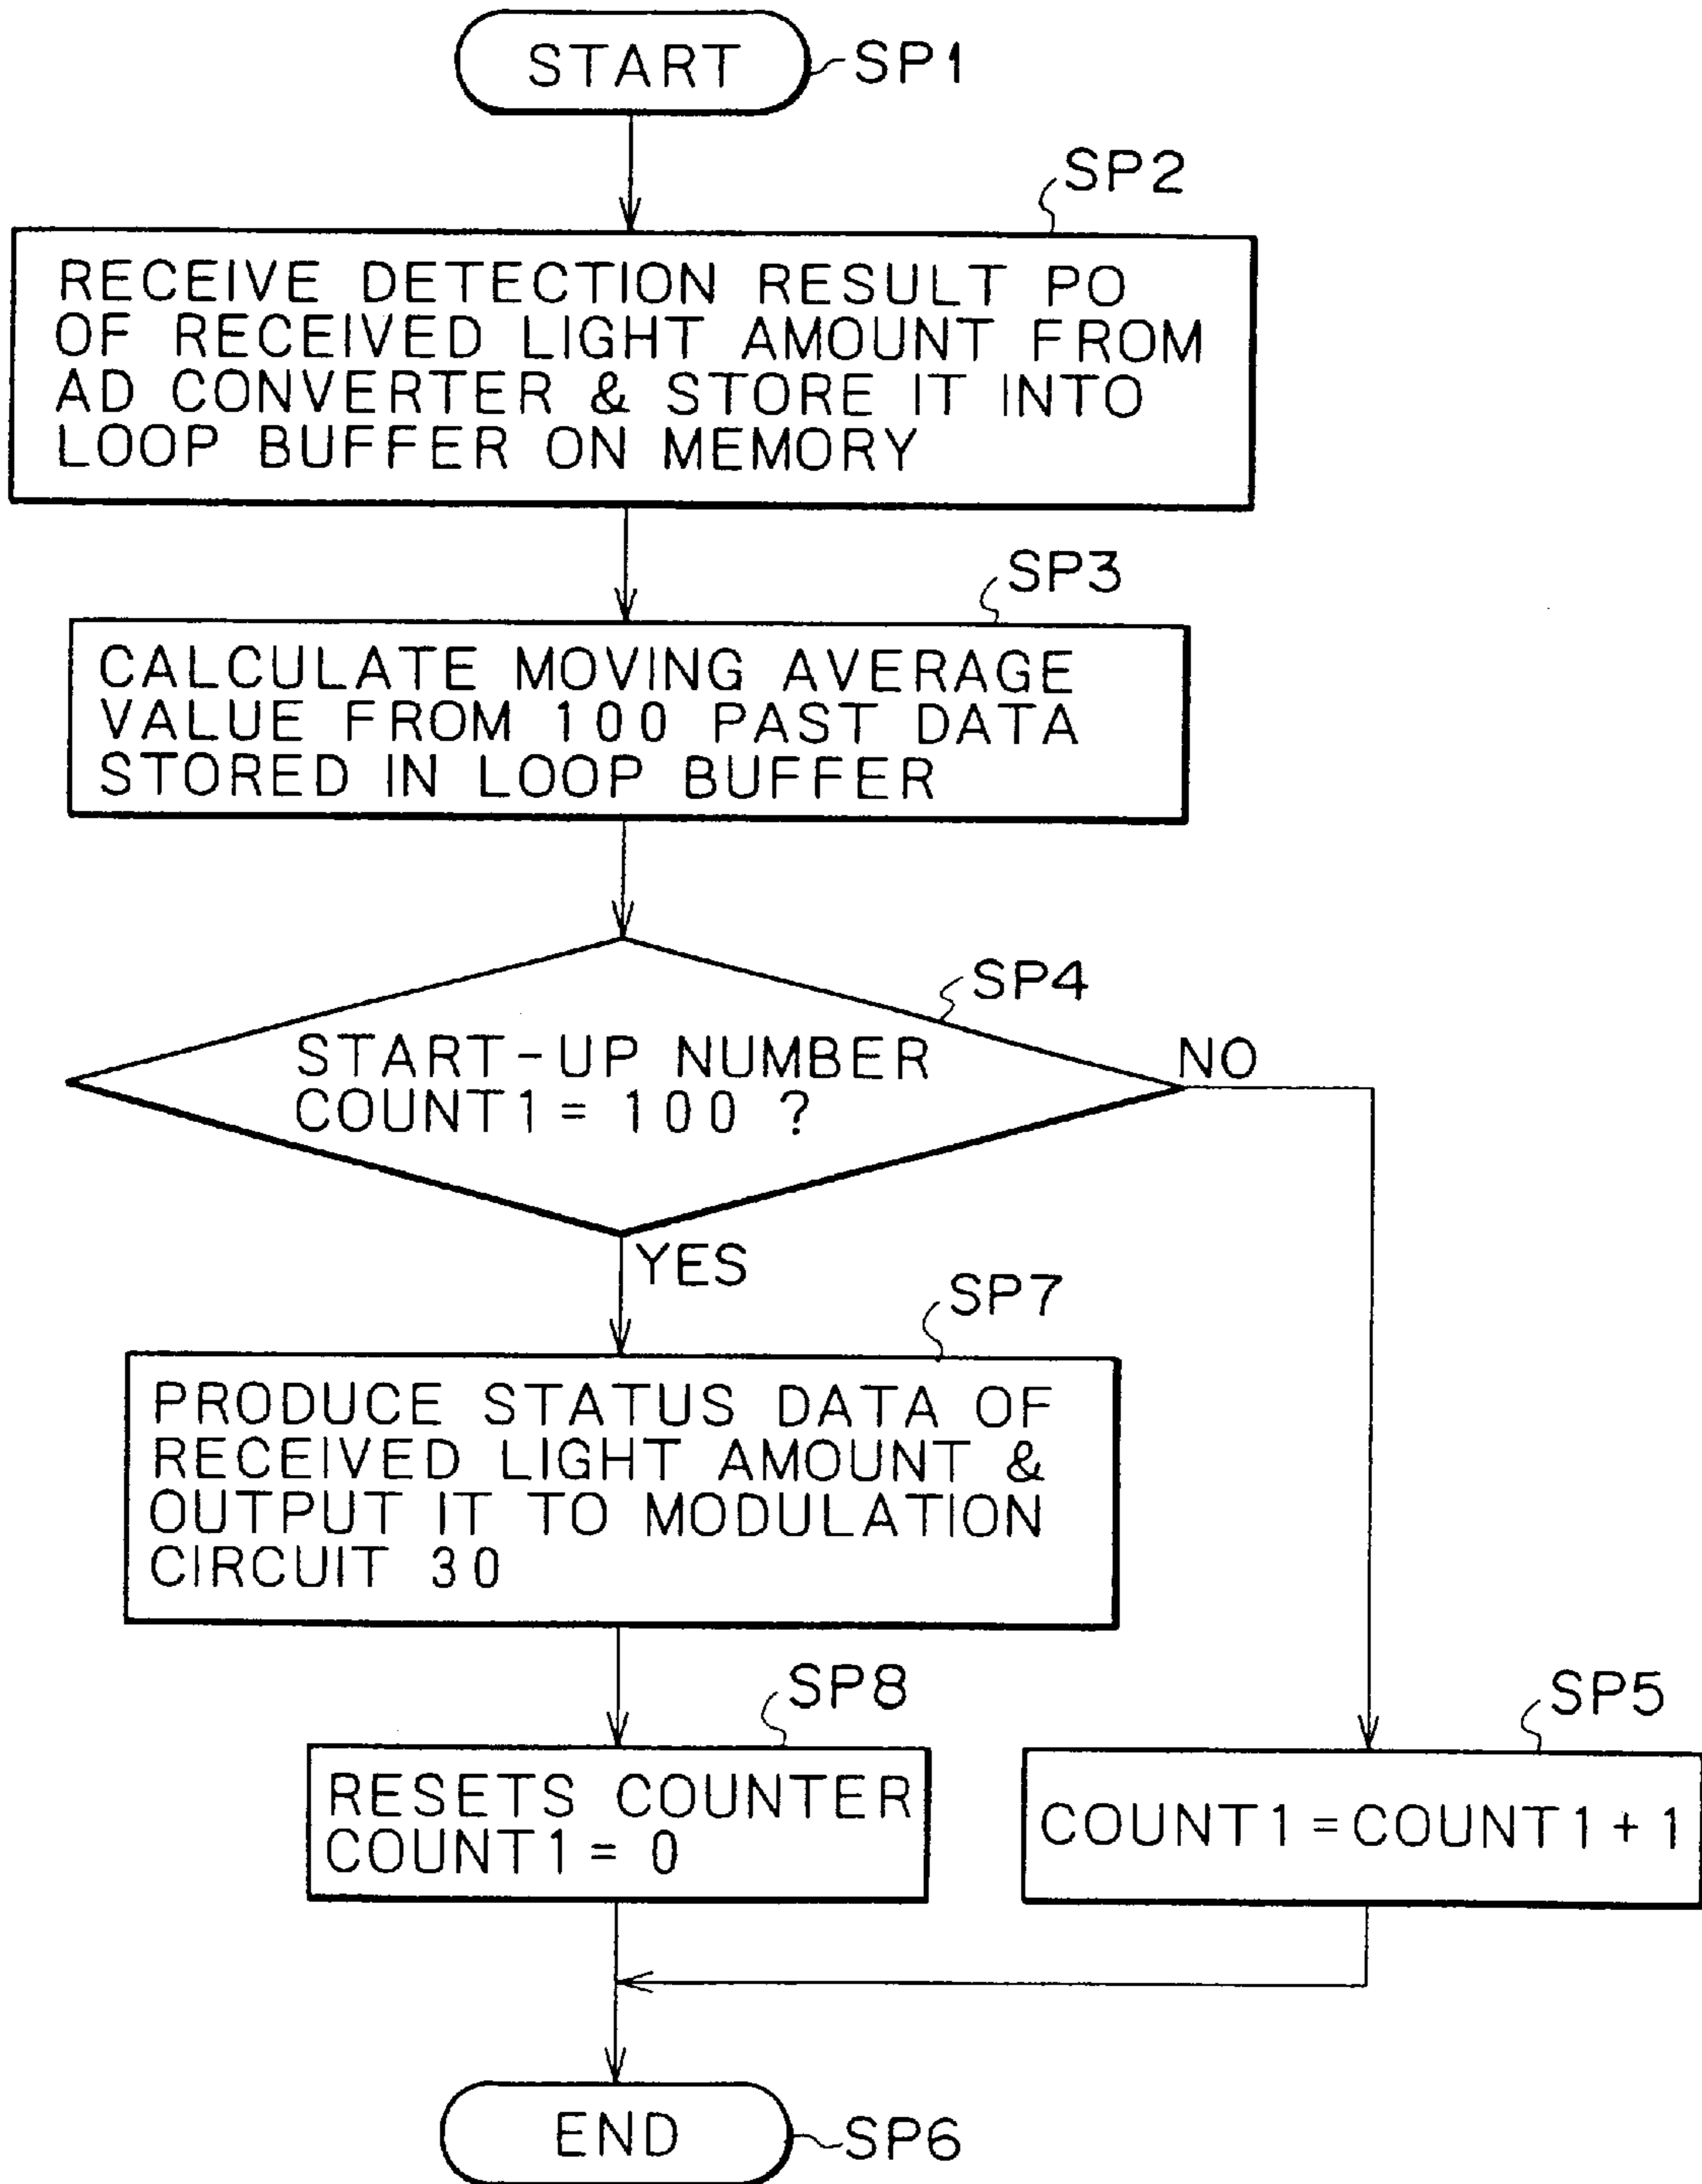 START
SP1
SP2
RECEIVE DETECTION RESULT PO
OF RECEIVED LIGHT AMOUNT FROM
AD CONVERTER & STORE IT INTO
LOOP BUFFER ON MEMORY
SP3
CALCULATE MOVING AVERAGE
VALUE FROM 100 PAST DATA
STORED IN LOOP BUFFER
SP4
START-UP NUMBER
COUNT1 = 100 ?
NO
YES
SP7
PRODUCE STATUS DATA OF
RECEIVED LIGHT AMOUNT &
OUTPUT IT TO MODULATION
CIRCUIT 30
SP8
RESETS COUNTER
COUNT1 = 0
SP5
COUNT1 = COUNT1 + 1
END
SP6